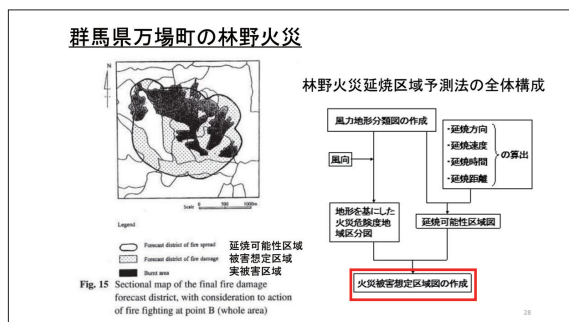 群馬県万場町の林野火災
N
Scale 0 500 1000m
Legend
Forecast district of fire spread 延焼可能性区域
Forecast district of fire damage 被害想定区域
Burst area 実被害区域
Fig. 15 Sectional map of the final fire damage
forecast district, with consideration to action
of fire fighting at point B (whole area)
林野火災延焼区域予測法の全体構成
風力地形分類図の作成
・延焼方向
・延焼速度
・延焼時間
・延焼距離
の算出
風向
地形を基にした
火災危険度地
域区分図
延焼可能性区域図
火災被害想定区域図の作成
28